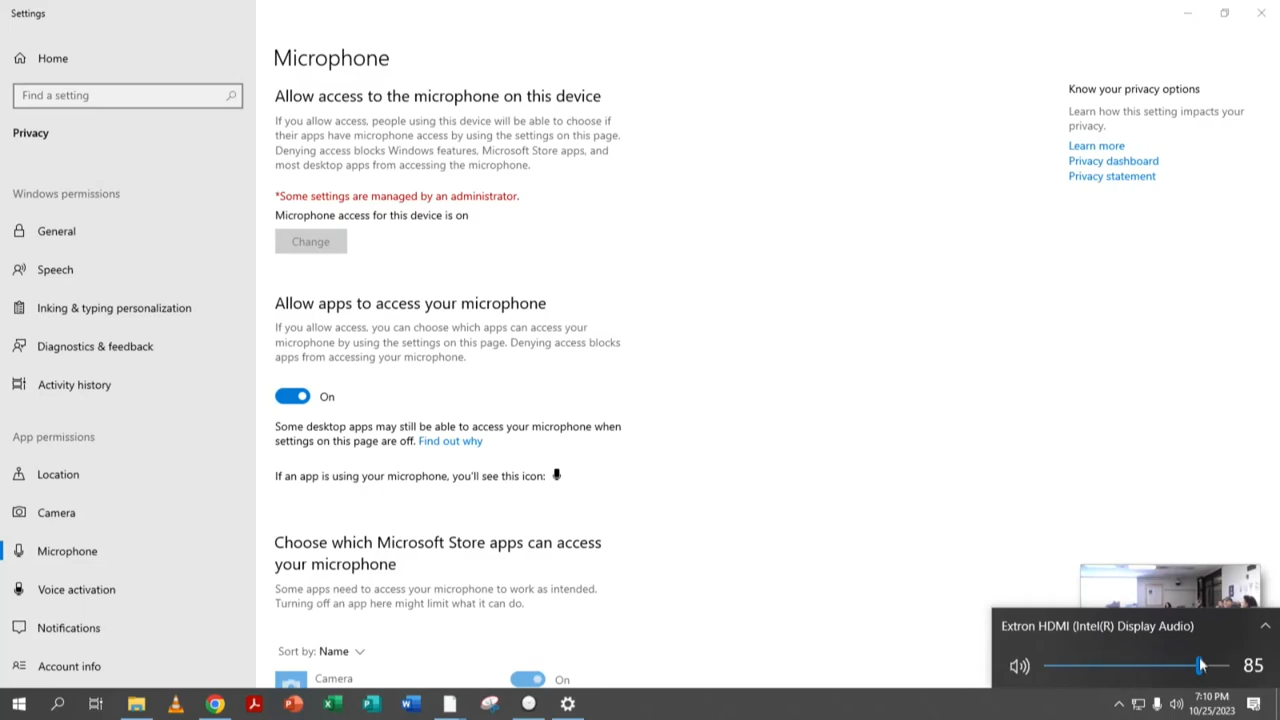 Settings
Home
Find a setting
Privacy
Windows permissions
General
Speech
Inking & typing personalization
Diagnostics & feedback
Activity history
App permissions
Location
Camera
Microphone
Voice activation
Notifications
Account info
Microphone
Allow access to the microphone on this device
If you allow access, people using this device will be able to choose if
their apps have microphone access by using the settings on this page.
Denying access blocks Windows features, Microsoft Store apps, and
most desktop apps from accessing the microphone.
*Some settings are managed by an administrator.
Microphone access for this device is on
Change
Allow apps to access your microphone
If you allow access, you can choose which apps can access your
microphone by using the settings on this page. Denying access blocks
apps from accessing your microphone.
On
Some desktop apps may still be able to access your microphone when
settings on this page are off. Find out why
If an app is using your microphone, you'll see this icon:
Choose which Microsoft Store apps can access
your microphone
Some apps need to access your microphone to work as intended.
Turning off an app here might limit what it can do.
Sort by: Name
Camera
On
Know your privacy options
Learn how this setting impacts your
privacy.
Learn more
Privacy dashboard
Privacy statement
Extron HDMI (Intel(R) Display Audio)
85
7:10 PM
10/25/2023